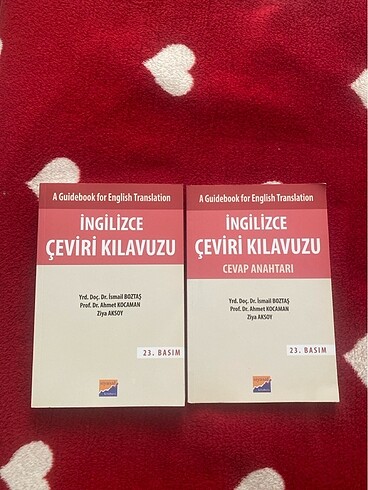 A Guidebook for English Translation
İNGİLİZCE
ÇEVİRİ KILAVUZU
Yrd. Doç. Dr. İsmail BOZTAŞ
Prof. Dr. Ahmet KOCAMAN
Ziya AKSOY
23. BASIM
A Guidebook for English Translation
İNGİLİZCE
ÇEVİRİ KILAVUZU
CEVAP ANAHTARI
Yrd. Doç. Dr. İsmail BOZTAŞ
Prof. Dr. Ahmet KOCAMAN
Ziya AKSOY
23. BASIM